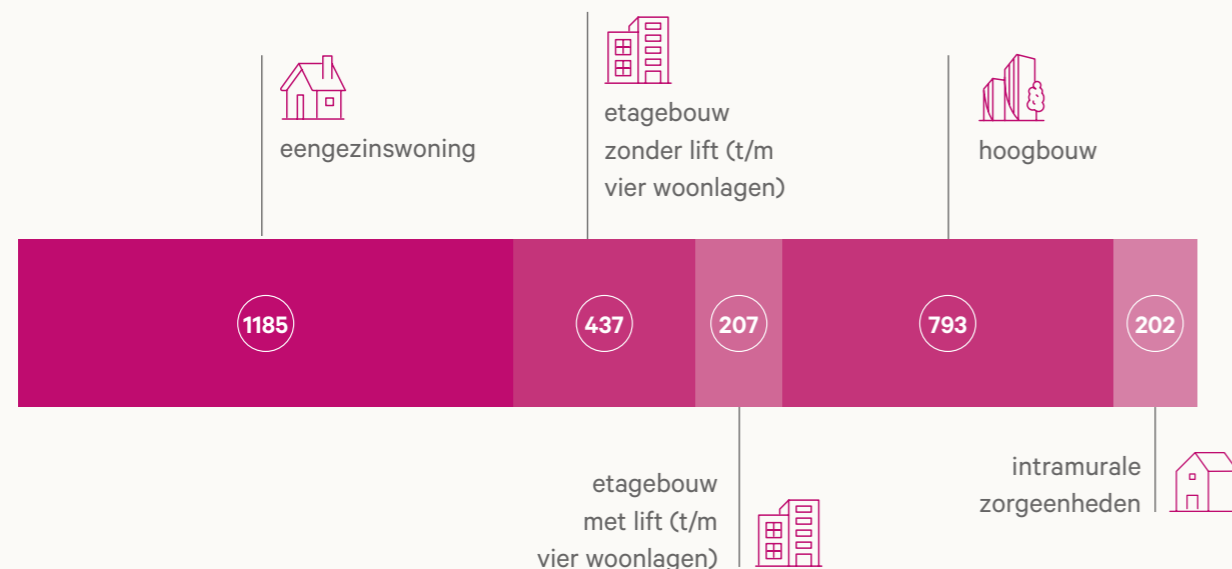 eengezinswoning
etagebouw
zonder lift (t/m
vier woonlagen)
hoogbouw
1185
437
207
793
202
etagebouw
met lift (t/m
vier woonlagen)
intramurale
zorgeenheden